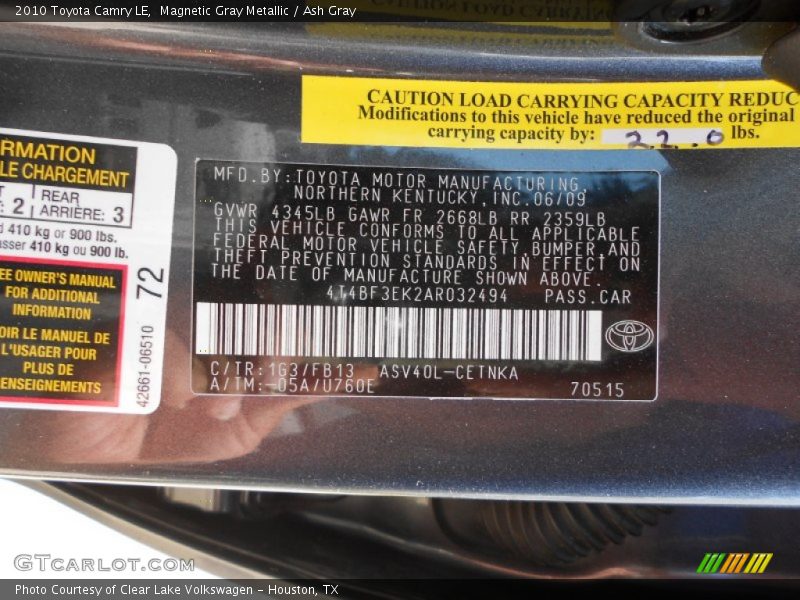 2010 Toyota Camry LE, Magnetic Gray Metallic / Ash Gray
CAUTION LOAD CARRYING CAPACITY REDUC
Modifications to this vehicle have reduced the original
carrying capacity by: 22.0 lbs.
RMATION
LE CHARGEMENT
2 REAR
ARRIÈRE: 3
d 410 kg or 900 lbs.
asser 410 kg ou 900 lb.
EE OWNER'S MANUAL
FOR ADDITIONAL
INFORMATION
OIR LE MANUEL DE
L'USAGER POUR
PLUS DE
ENSEIGNEMENTS
42661-06510 72
MFD.BY:TOYOTA MOTOR MANUFACTURING,
NORTHERN KENTUCKY,INC.06/09
GVWR 4345LB GAWR FR 2668LB RR 2359LB
THIS VEHICLE CONFORMS TO ALL APPLICABLE
FEDERAL MOTOR VEHICLE SAFETY BUMPER AND
THEFT PREVENTION STANDARDS IN EFFECT ON
THE DATE OF MANUFACTURE SHOWN ABOVE.
4T4BF3EK2AR032494 PASS.CAR
C/TR:1G3/FB13 ASV40L-CETNKA
A/TM:-05A/U760E 70515
GTCARLOT.COM
Photo Courtesy of Clear Lake Volkswagen - Houston, TX